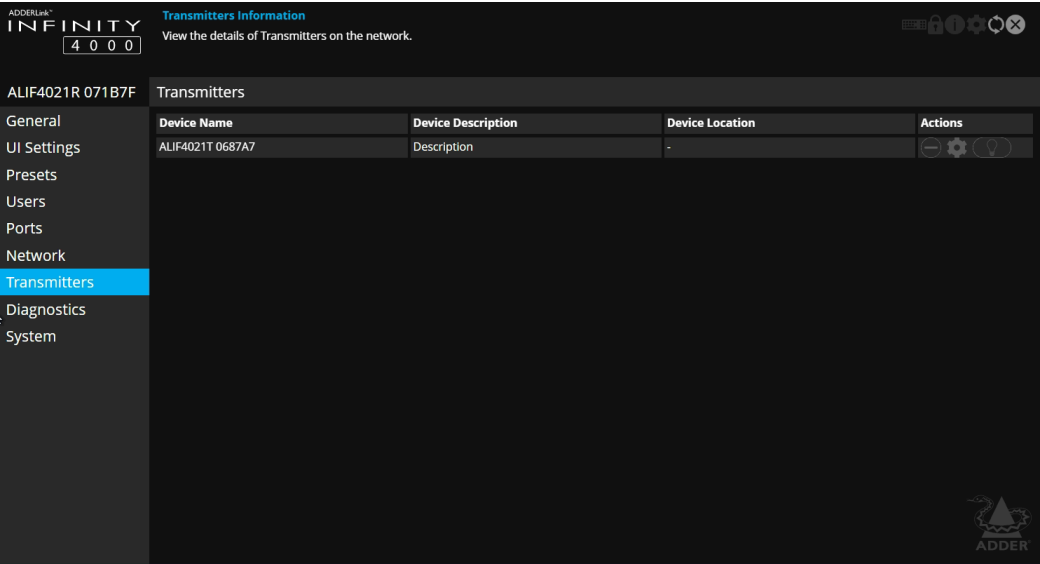 ADDERLink™
INFINITY
4000
Transmitters Information
View the details of Transmitters on the network.
ALIF4021R 071B7F
Transmitters
General
UI Settings
Presets
Users
Ports
Network
Transmitters
Diagnostics
System
Device Name Device Description Device Location Actions
ALIF4021T 0687A7 Description -
ADDER